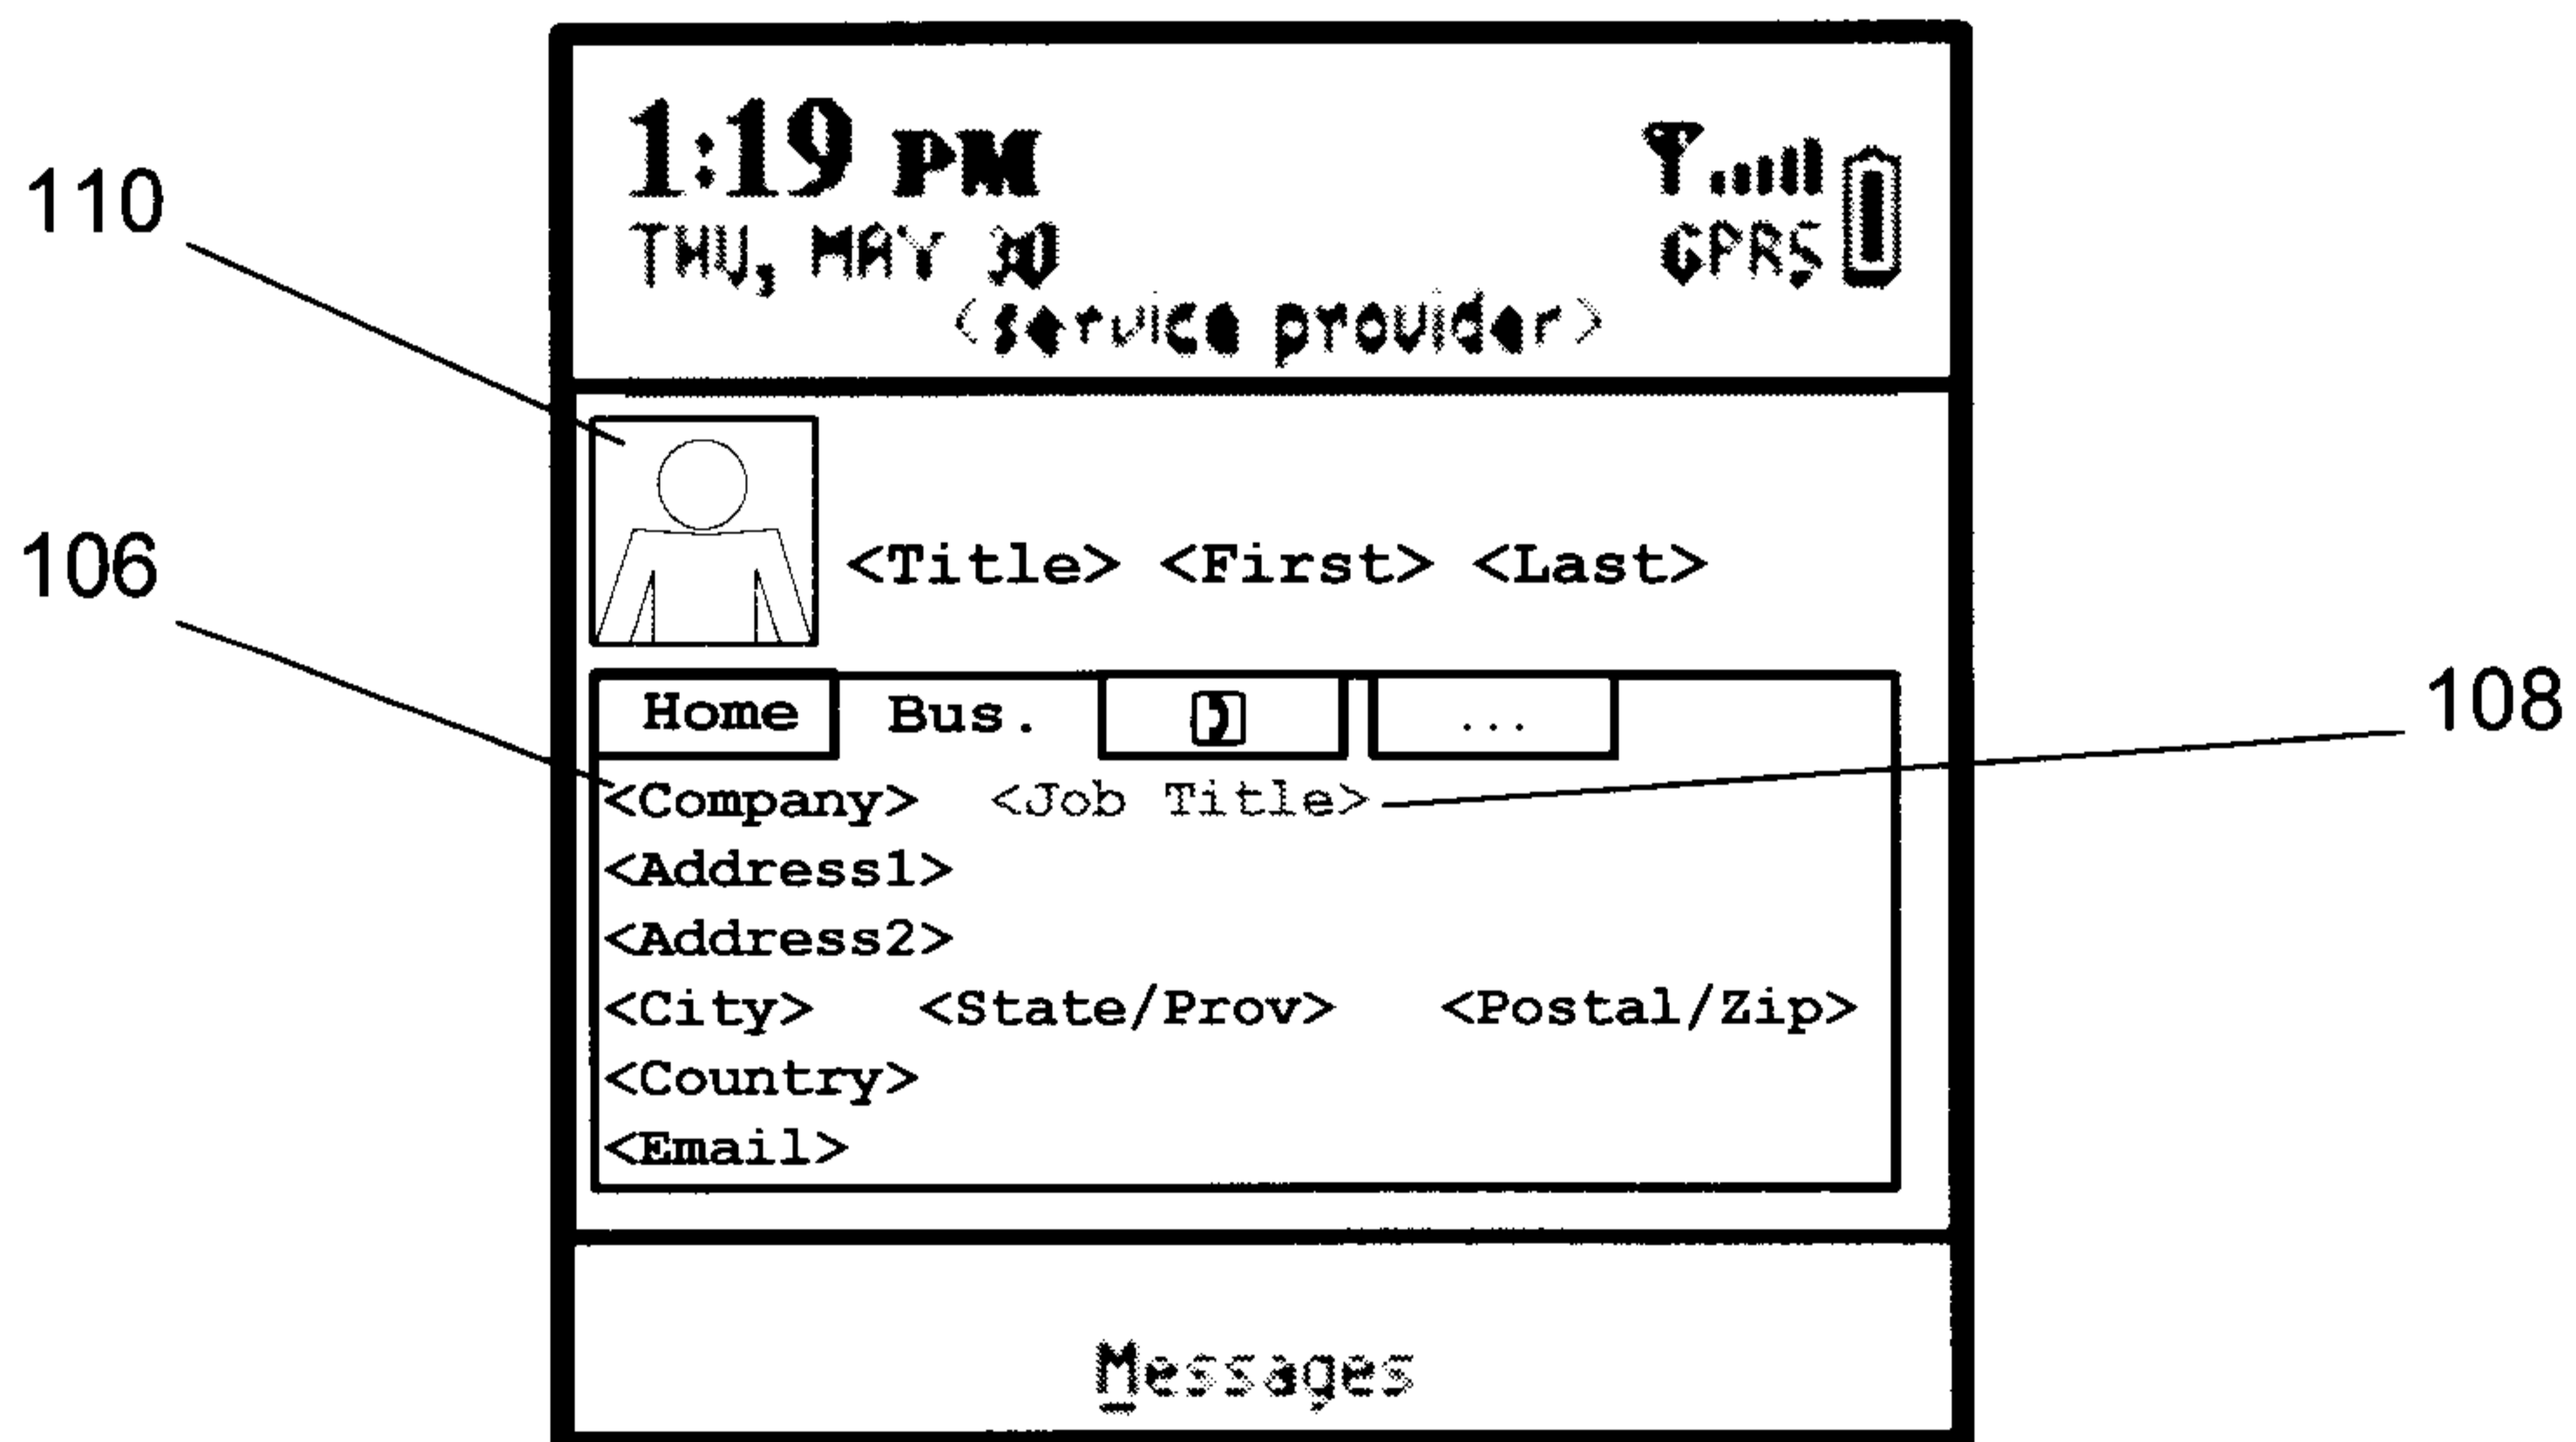 1:19 PM
THU, MAY 30
GPRS
<service provider>
110
106
<Title> <First> <Last>
Home Bus. ...
108
<Company> <Job Title>
<Address1>
<Address2>
<City> <State/Prov> <Postal/Zip>
<Country>
<Email>
Messages